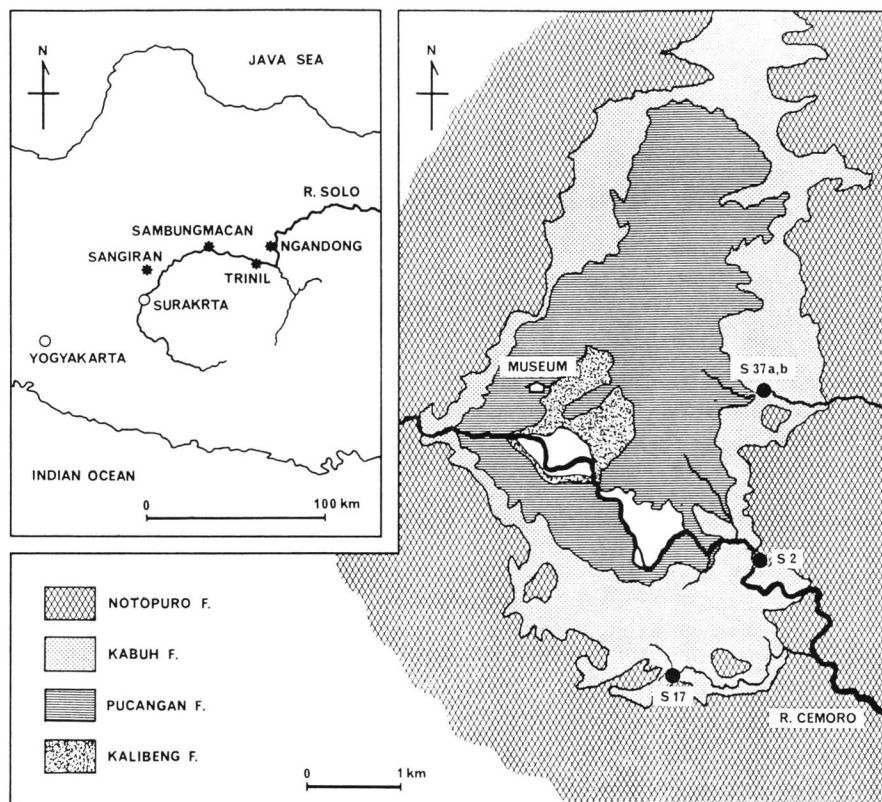 N
JAVA SEA
R. SOLO
SAMBUNGMACAN
NGANDONG
SANGIRAN
TRINIL
SURAKRTA
YOGYAKARTA
INDIAN OCEAN
0 100 km
N
MUSEUM
S 37a,b
S 2
S 17
R. CEMORO
NOTOPURO F.
KABUH F.
PUCANGAN F.
KALIBENG F.
0 1 km